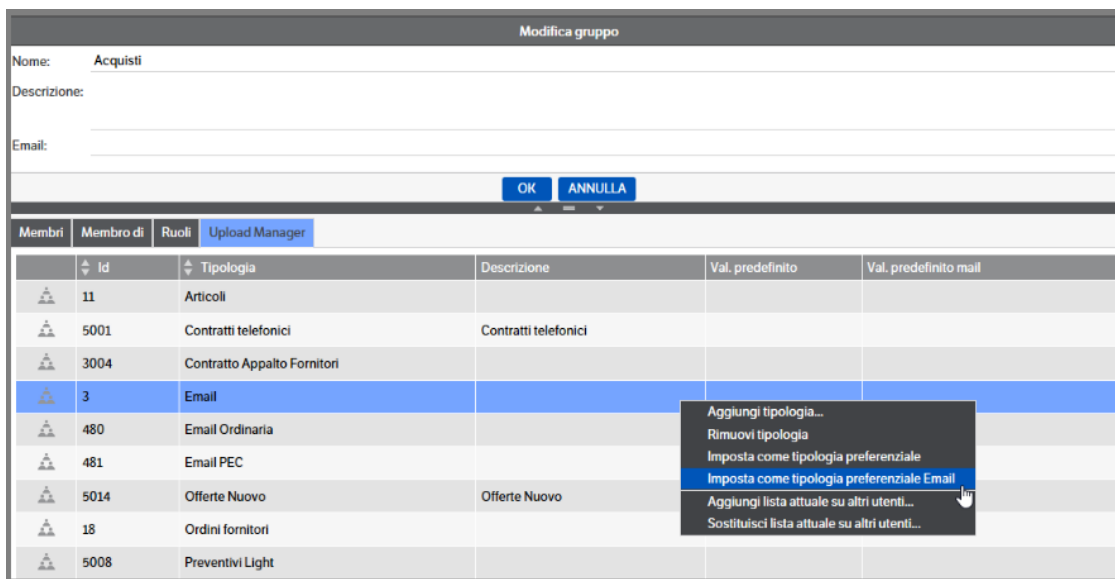 Modifica gruppo
Nome: Acquisti
Descrizione:
Email:
OK ANNULLA
Membri Membro di Ruoli Upload Manager
Id Tipologia Descrizione Val. predefinito Val. predefinito mail
11 Articoli
5001 Contratti telefonici Contratti telefonici
3004 Contratto Appalto Fornitori
3 Email
Aggiungi tipologia...
480 Email Ordinaria
Rimuovi tipologia
Imposta come tipologia preferenziale
481 Email PEC
Imposta come tipologia preferenziale Email
5014 Offerte Nuovo Offerte Nuovo
Aggiungi lista attuale su altri utenti...
Sostituisci lista attuale su altri utenti...
18 Ordini fornitori
5008 Preventivi Light